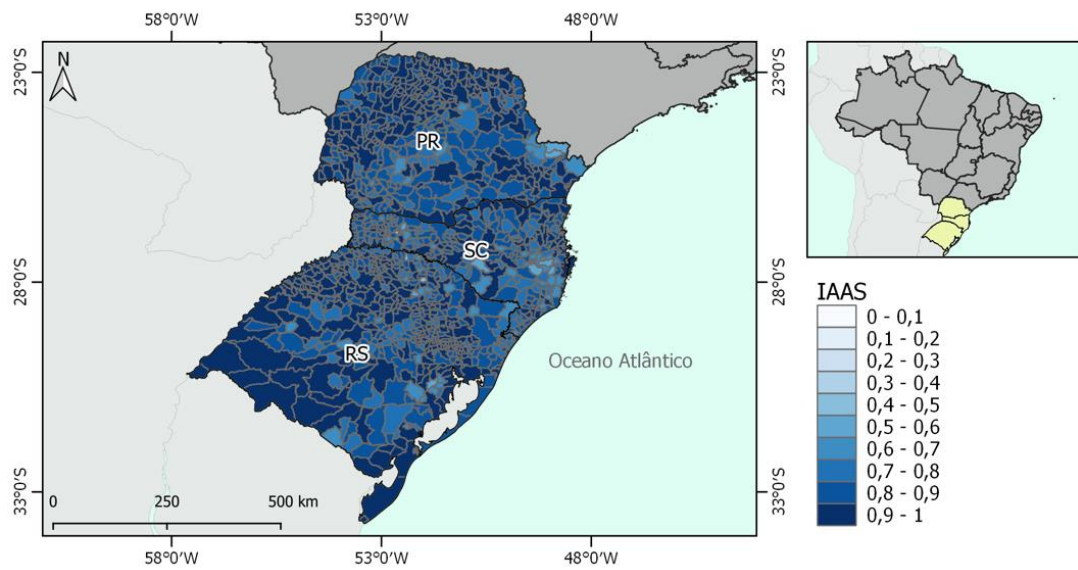 58°0'W 53°0'W 48°0'W
N
23°0'S 23°0'S
PR
SC
28°0'S 28°0'S
RS
Oceano Atlântico
33°0'S 33°0'S
0 250 500 km
58°0'W 53°0'W 48°0'W
IAAS
0 - 0,1
0,1 - 0,2
0,2 - 0,3
0,3 - 0,4
0,4 - 0,5
0,5 - 0,6
0,6 - 0,7
0,7 - 0,8
0,8 - 0,9
0,9 - 1